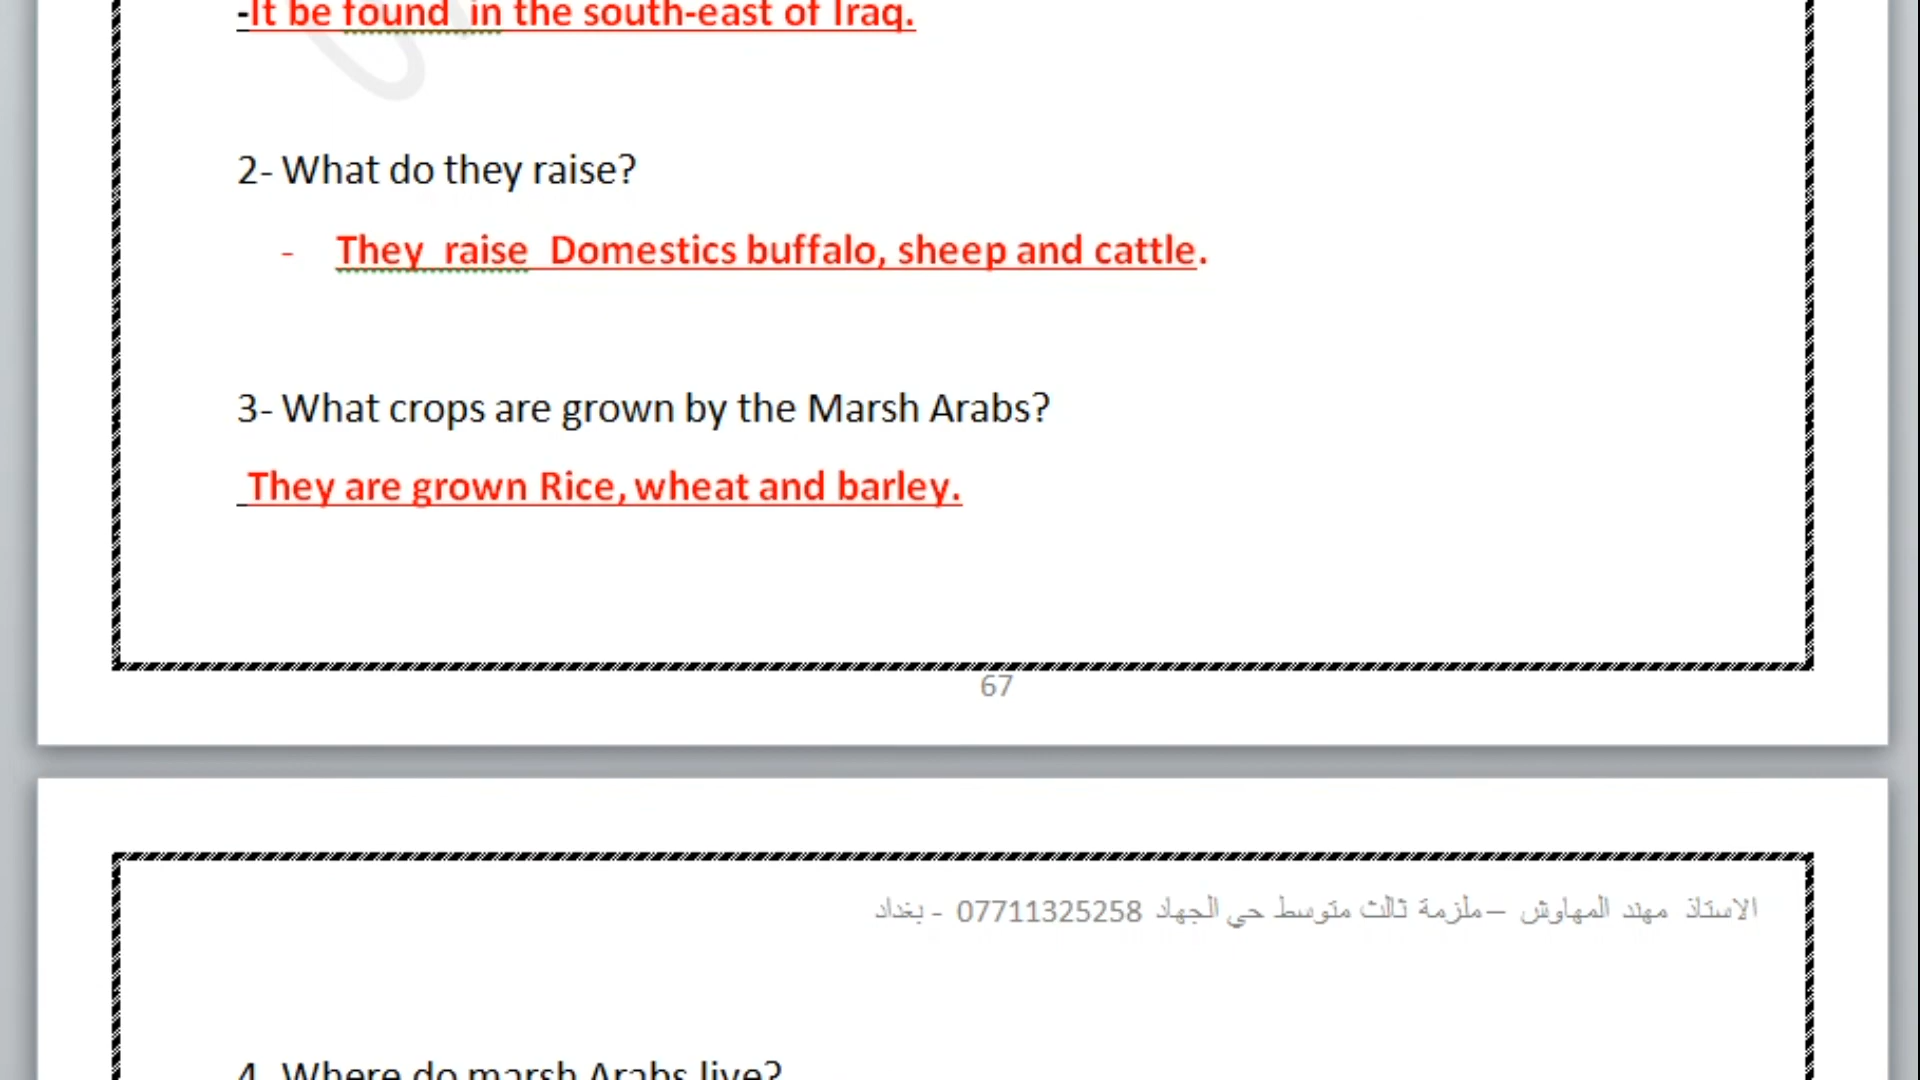 -It be found in the south-east of Iraq.
2- What do they raise?
- They raise Domestics buffalo, sheep and cattle.
3- What crops are grown by the Marsh Arabs?
They are grown Rice, wheat and barley.
67
الاستاذ مهند المهاوش – ملزمة ثالث متوسط حي الجهاد 07711325258 - بغداد
4- Where do marsh Arabs live?